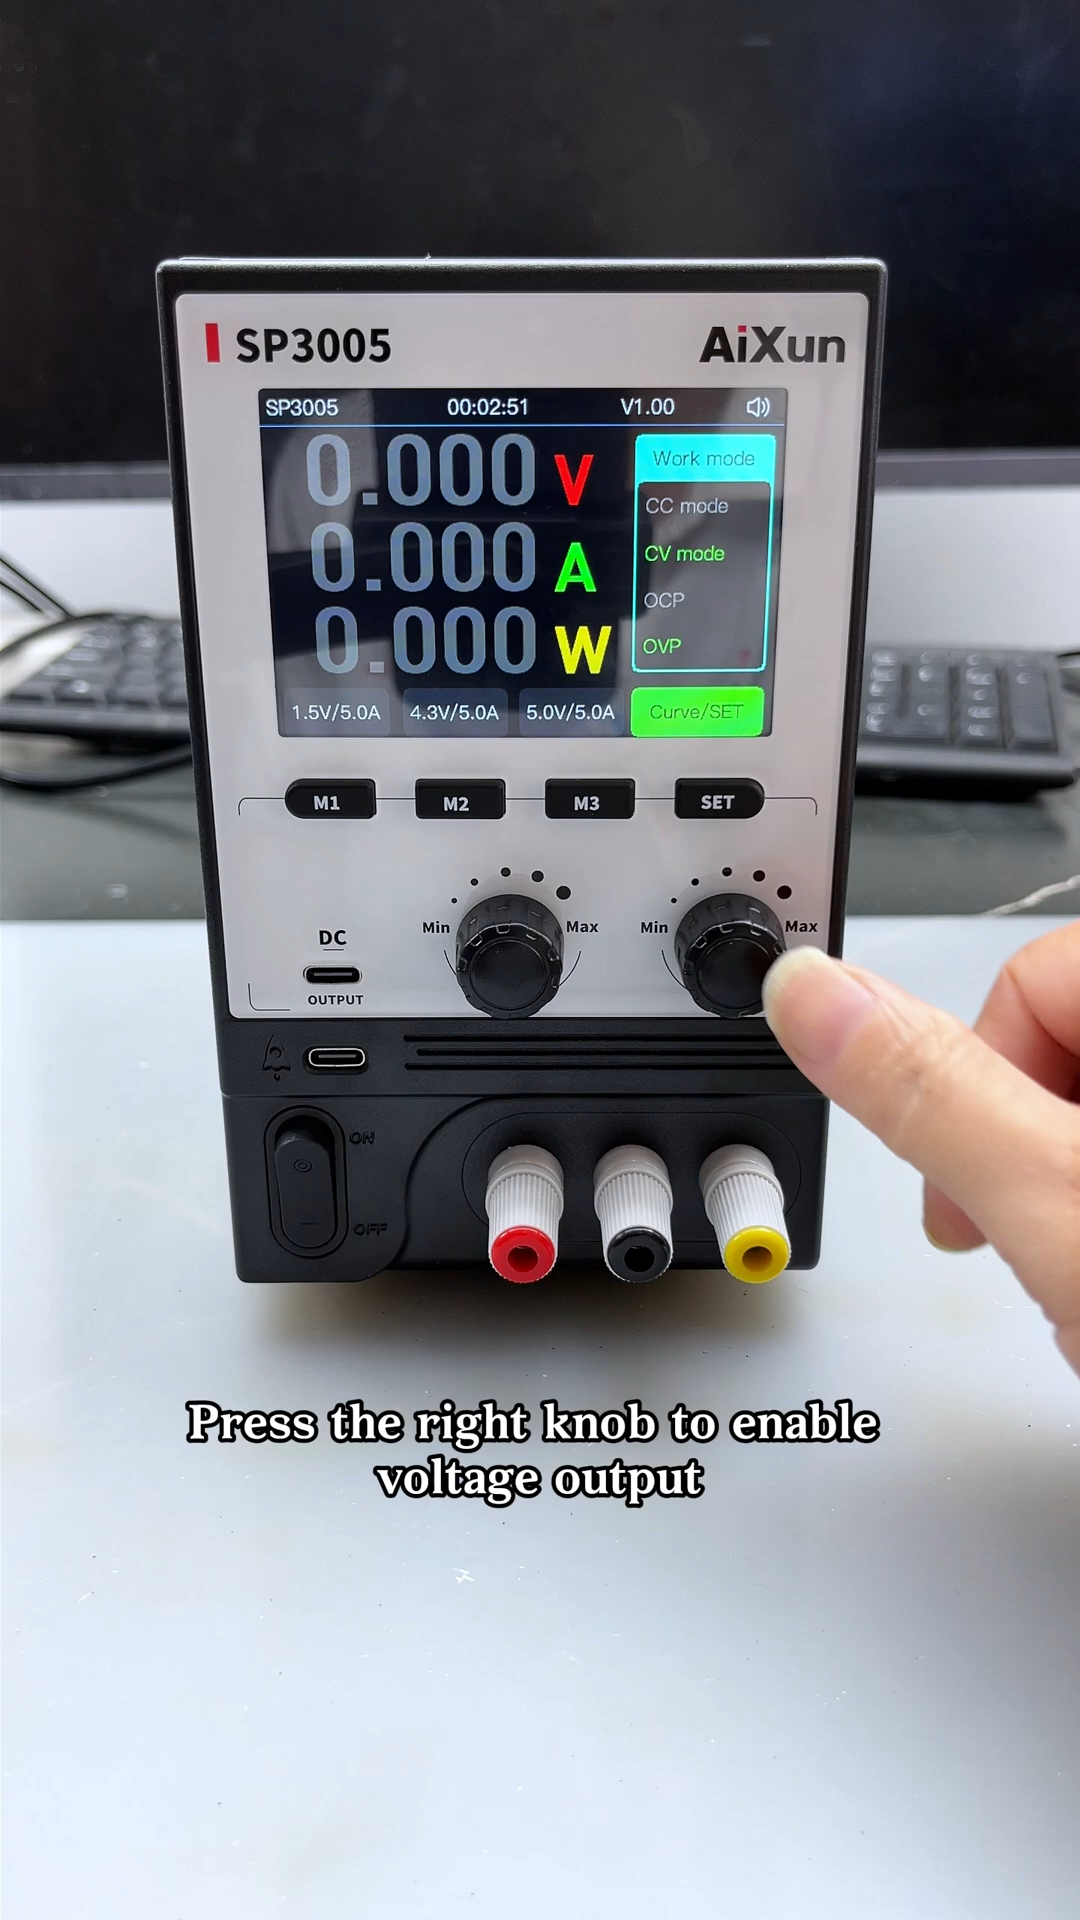 SP3005 AiXun
SP3005 00:02:51 V1.00
0.000 V
0.000 A
0.000 W
Work mode
CC mode
CV mode
OCP
OVP
1.5V/5.0A 4.3V/5.0A 5.0V/5.0A Curve/SET
M1 M2 M3 SET
Min Max Min Max
DC
OUTPUT
ON
OFF
Press the right knob to enable
voltage output